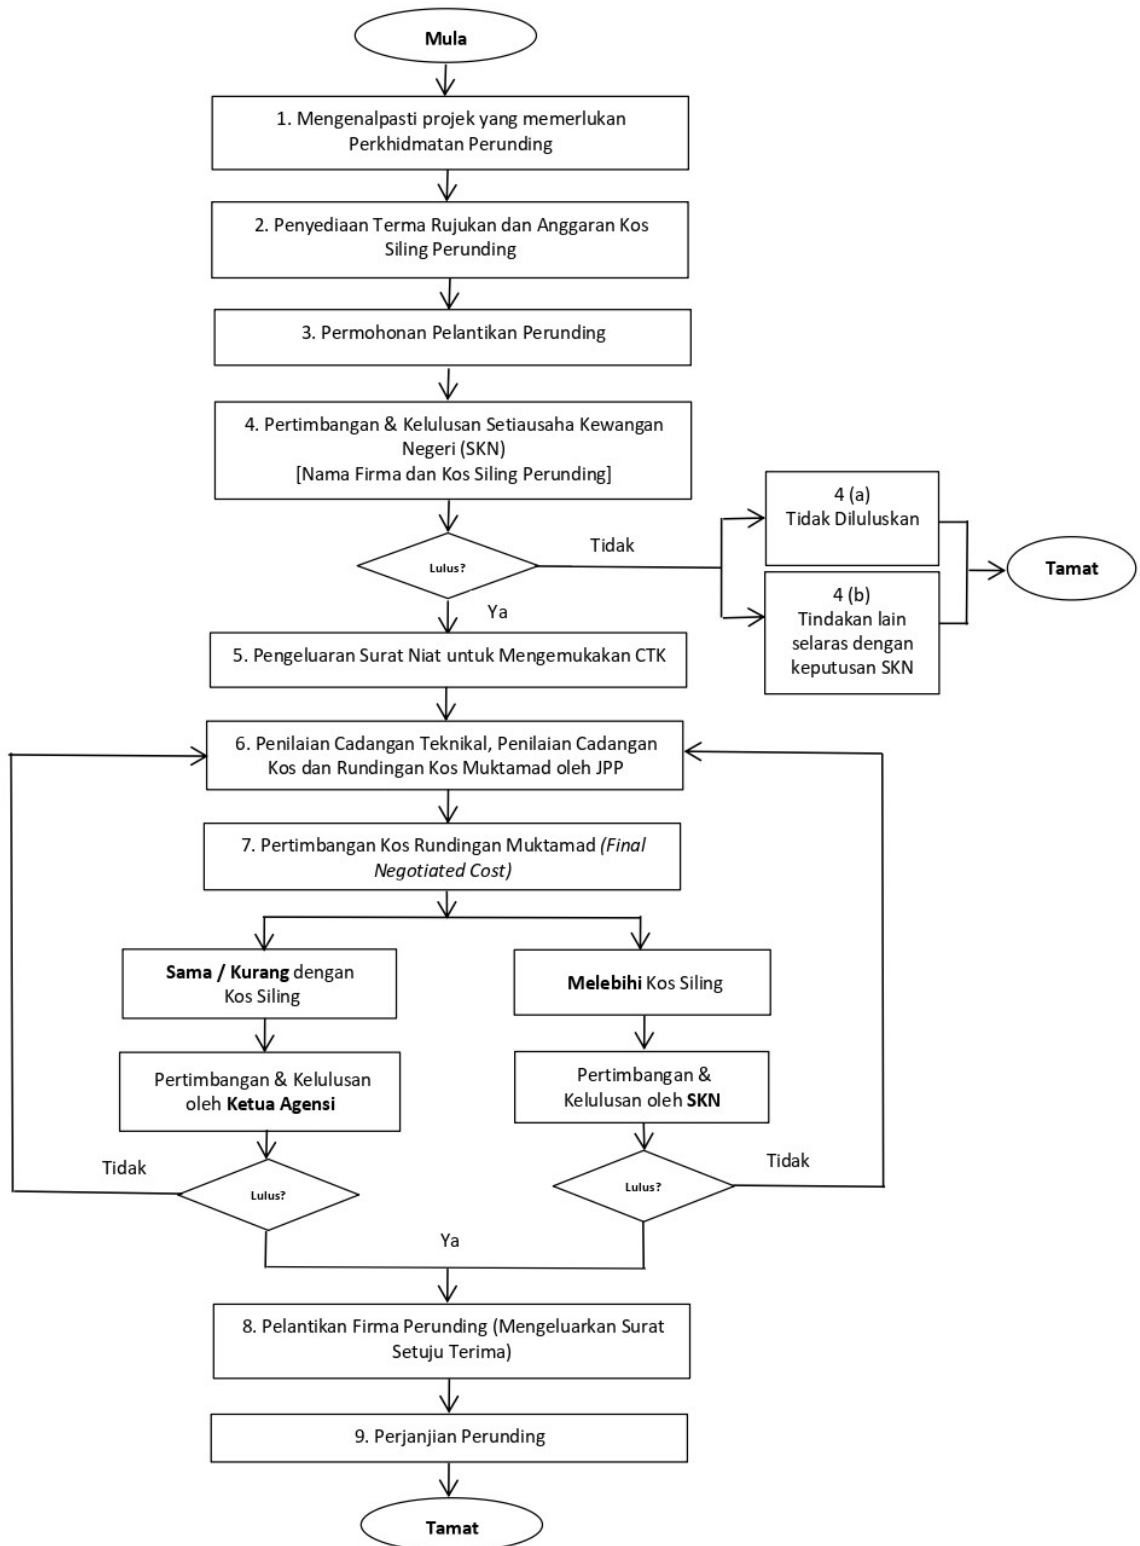 Mula
1. Mengenalpasti projek yang memerlukan
Perkhidmatan Perunding
2. Penyediaan Terma Rujukan dan Anggaran Kos
Siling Perunding
3. Permohonan Pelantikan Perunding
4. Pertimbangan & Kelulusan Setiausaha Kewangan
Negeri (SKN)
[Nama Firma dan Kos Siling Perunding]
Lulus?
Tidak
4 (a)
Tidak Diluluskan
4 (b)
Tindakan lain
selaras dengan
keputusan SKN
Tamat
Ya
5. Pengeluaran Surat Niat untuk Mengemukakan CTK
6. Penilaian Cadangan Teknikal, Penilaian Cadangan
Kos dan Rundingan Kos Muktamad oleh JPP
7. Pertimbangan Kos Rundingan Muktamad (Final
Negotiated Cost)
Sama / Kurang dengan
Kos Siling
Pertimbangan & Kelulusan
oleh Ketua Agensi
Tidak
Lulus?
Melebihi Kos Siling
Pertimbangan &
Kelulusan oleh SKN
Tidak
Lulus?
Ya
8. Pelantikan Firma Perunding (Mengeluarkan Surat
Setuju Terima)
9. Perjanjian Perunding
Tamat